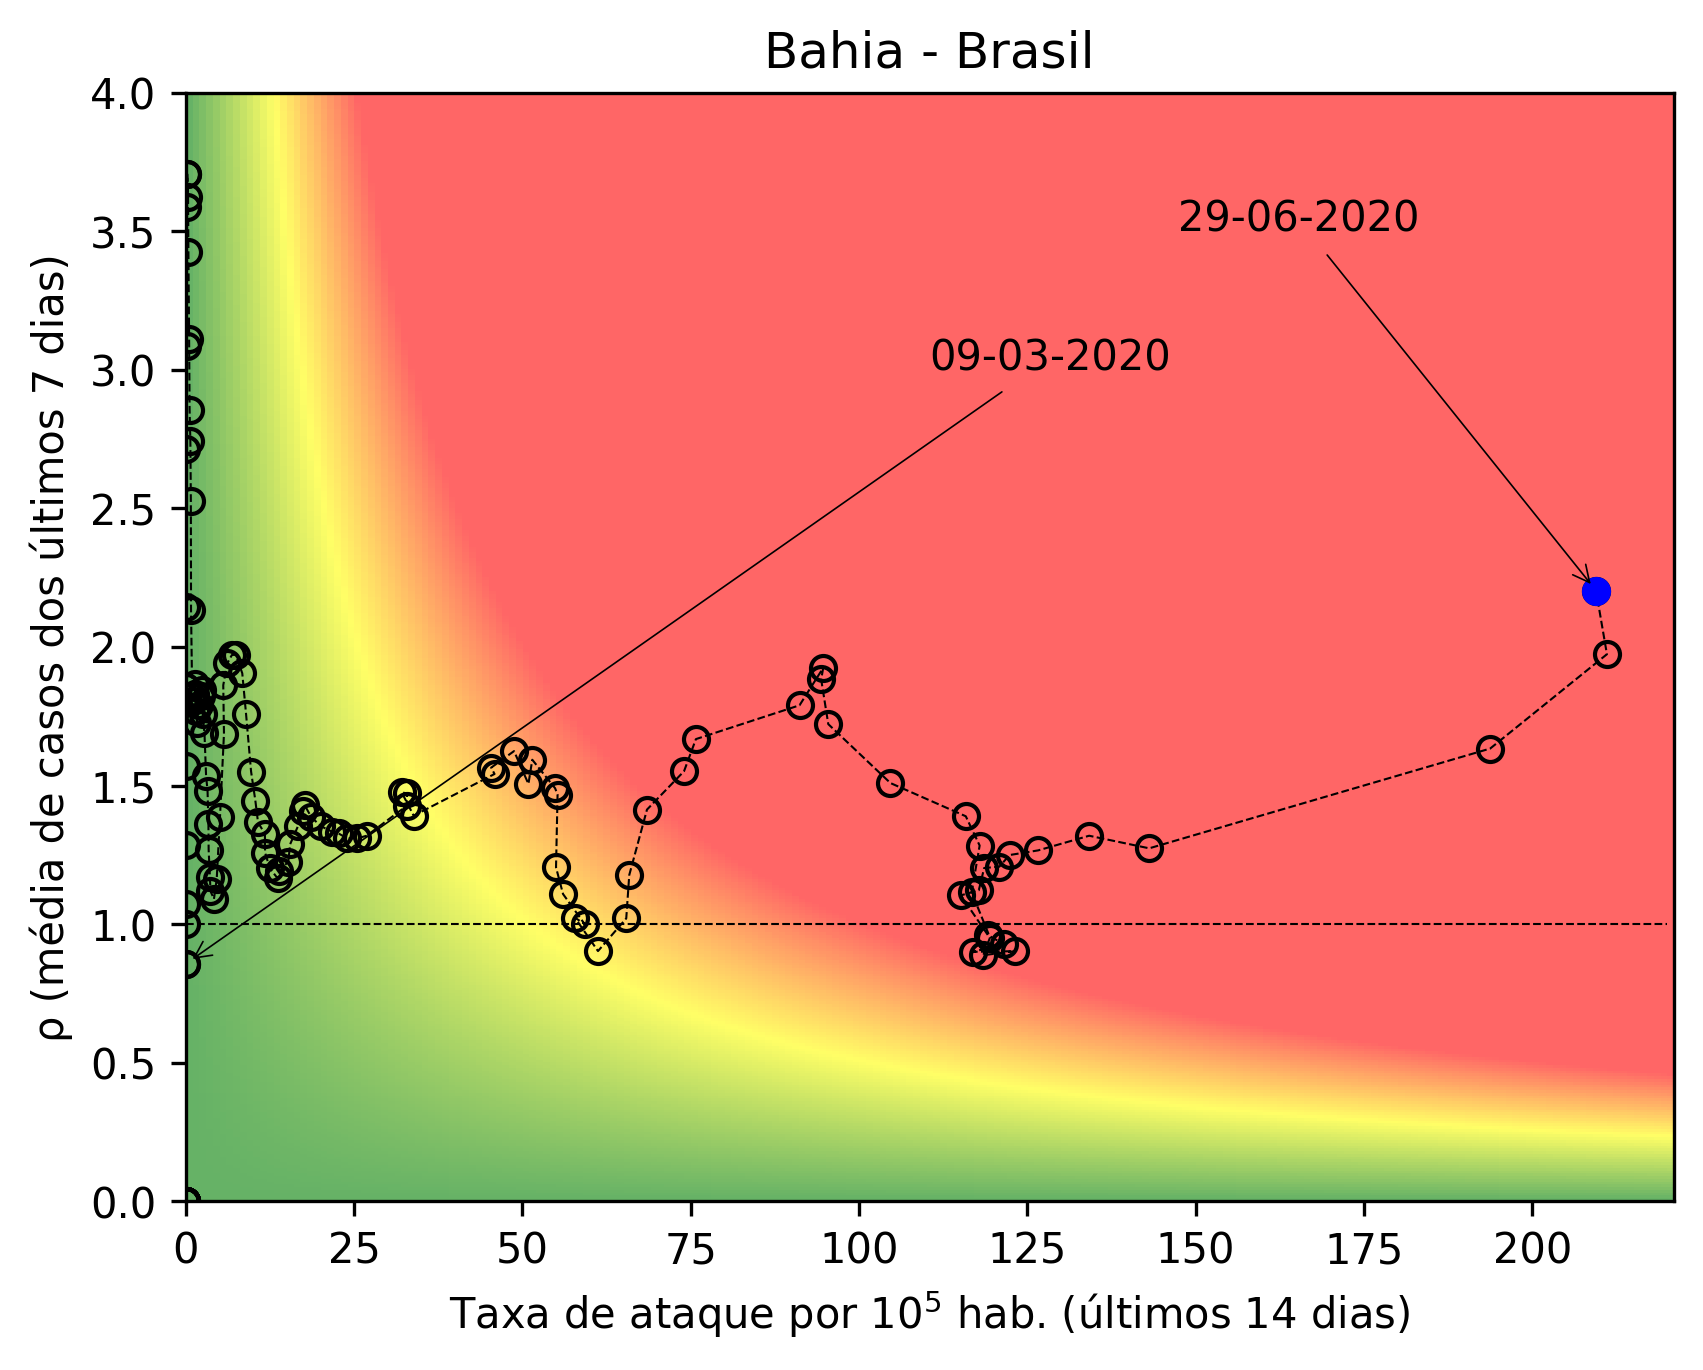 Bahia - Brasil
4.0
3.5
3.0
2.5
2.0
1.5
1.0
0.5
0.0
ρ (média de casos dos últimos 7 dias)
29-06-2020
09-03-2020
0 25 50 75 100 125 150 175 200
Taxa de ataque por 10⁵ hab. (últimos 14 dias)